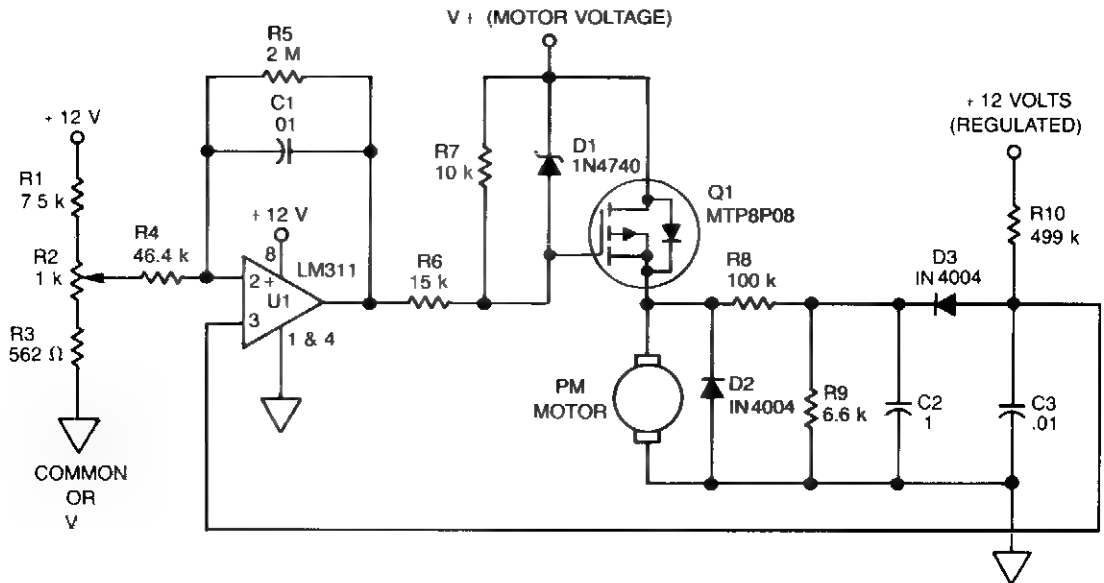 V + (MOTOR VOLTAGE)
R5
2 M
C1
01
+ 12 V
+ 12 VOLTS
(REGULATED)
R7
10 k
D1
1N4740
R1
7 5 k
+ 12 V
Q1
MTP8P08
R10
499 k
R4
46.4 k
R2
1 k
8
LM311
2 +
U1
3
1 & 4
R6
15 k
R8
100 k
D3
IN 4004
R3
562 Ω
PM
MOTOR
D2
IN 4004
R9
6.6 k
C2
1
C3
.01
COMMON
OR
V